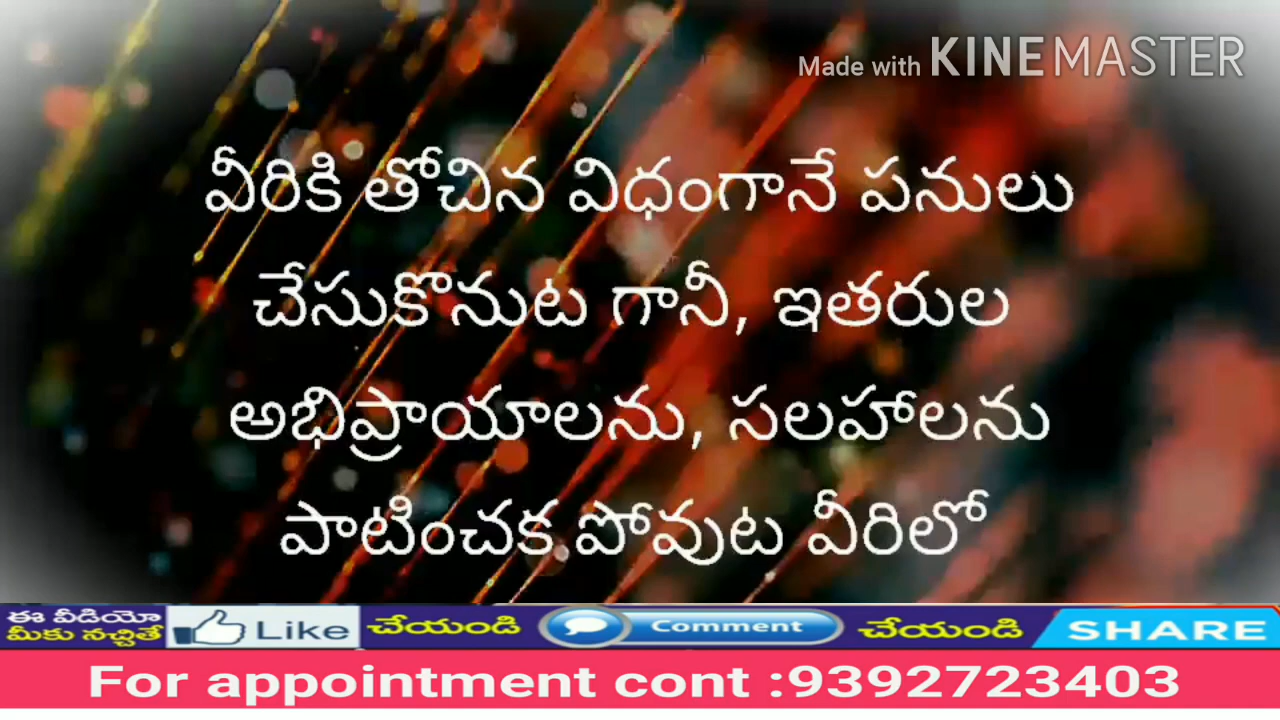 Made with KINEMASTER
వీరికి తోచిన విధంగానే పనులు
చేసుకొనుట గానీ, ఇతరుల
అభిప్రాయాలను, సలహాలను
పాటించక పోవుట వీరిలో
ఈ వీడియో
మీకు నచ్చితే Like చేయండి Comment చేయండి SHARE
For appointment cont :9392723403